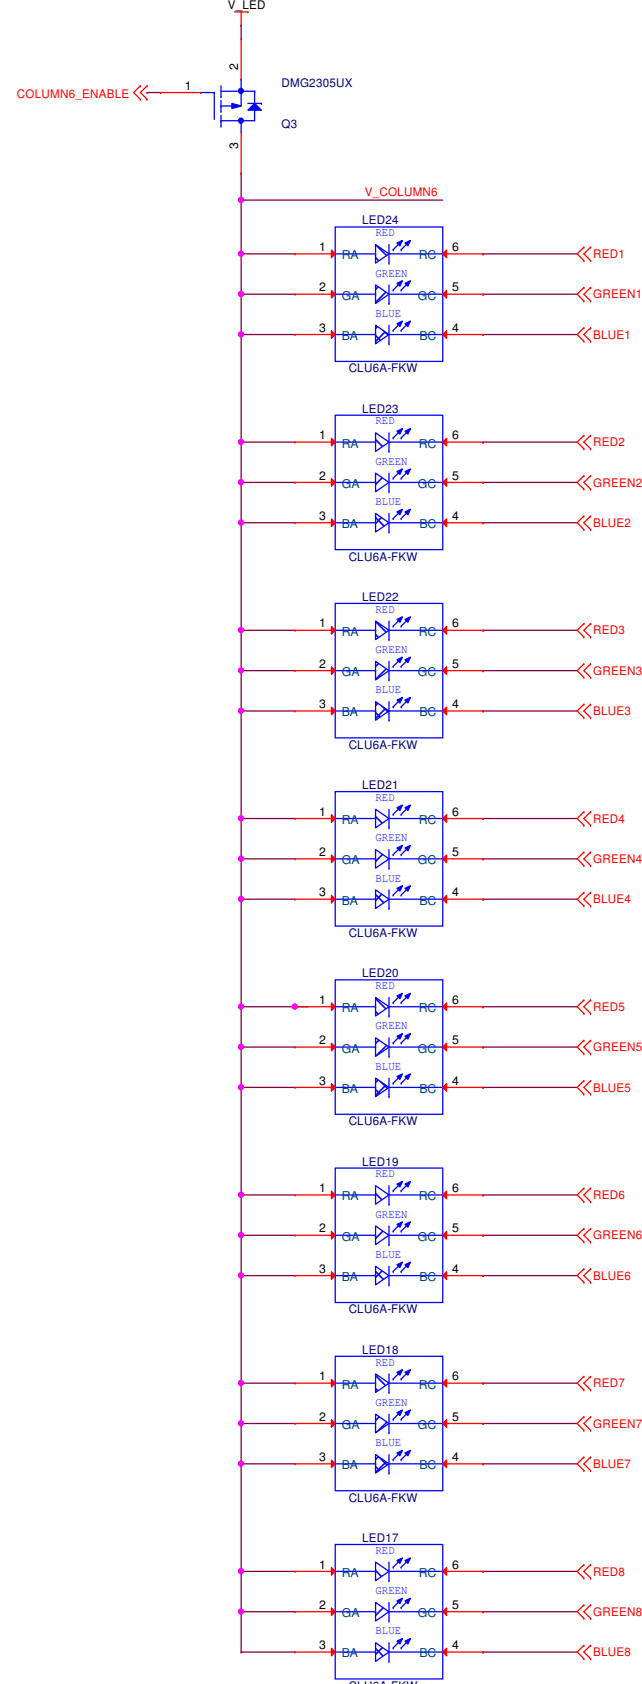 V_LED
2
DMG2305UX
COLUMN6_ENABLE 1
Q3
3
V_COLUMN6
LED24
RED
1 RA RC 6 RED1
GREEN
2 GA GC 5 GREEN1
BLUE
3 BA BC 4 BLUE1
CLU6A-FKW
LED23
RED
1 RA RC 6 RED2
GREEN
2 GA GC 5 GREEN2
BLUE
3 BA BC 4 BLUE2
CLU6A-FKW
LED22
RED
1 RA RC 6 RED3
GREEN
2 GA GC 5 GREEN3
BLUE
3 BA BC 4 BLUE3
CLU6A-FKW
LED21
RED
1 RA RC 6 RED4
GREEN
2 GA GC 5 GREEN4
BLUE
3 BA BC 4 BLUE4
CLU6A-FKW
LED20
RED
1 RA RC 6 RED5
GREEN
2 GA GC 5 GREEN5
BLUE
3 BA BC 4 BLUE5
CLU6A-FKW
LED19
RED
1 RA RC 6 RED6
GREEN
2 GA GC 5 GREEN6
BLUE
3 BA BC 4 BLUE6
CLU6A-FKW
LED18
RED
1 RA RC 6 RED7
GREEN
2 GA GC 5 GREEN7
BLUE
3 BA BC 4 BLUE7
CLU6A-FKW
LED17
RED
1 RA RC 6 RED8
GREEN
2 GA GC 5 GREEN8
BLUE
3 BA BC 4 BLUE8
CLU6A-FKW